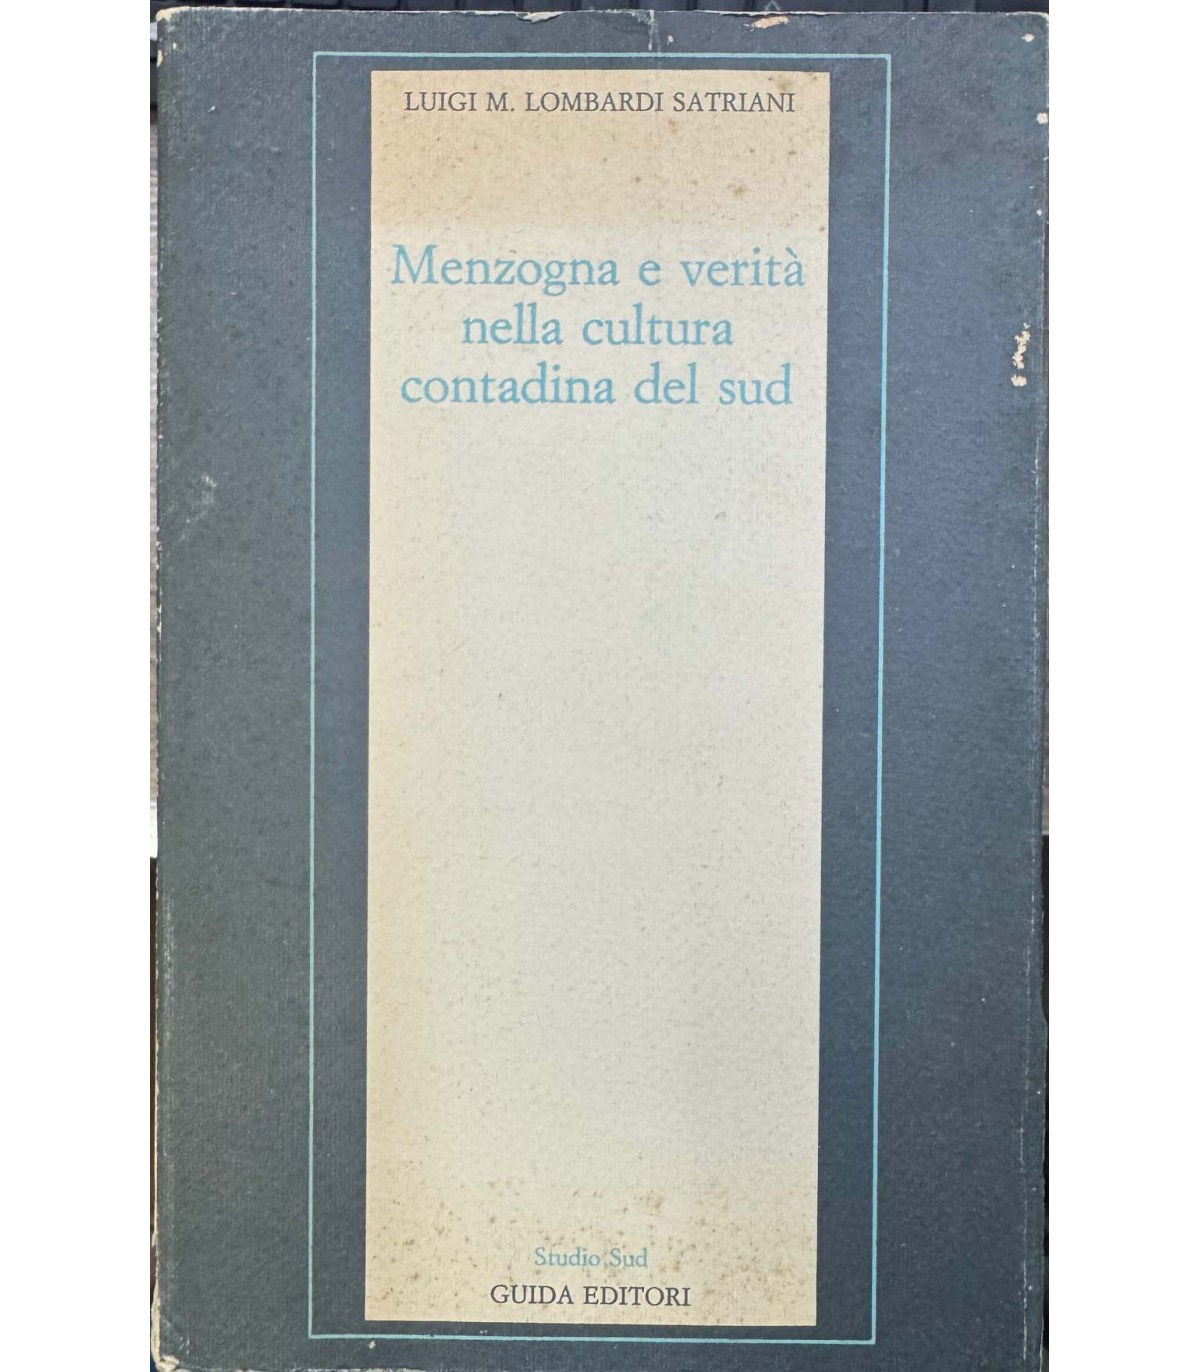 LUIGI M. LOMBARDI SATRIANI
Menzogna e verità
nella cultura
contadina del sud
Studio Sud
GUIDA EDITORI